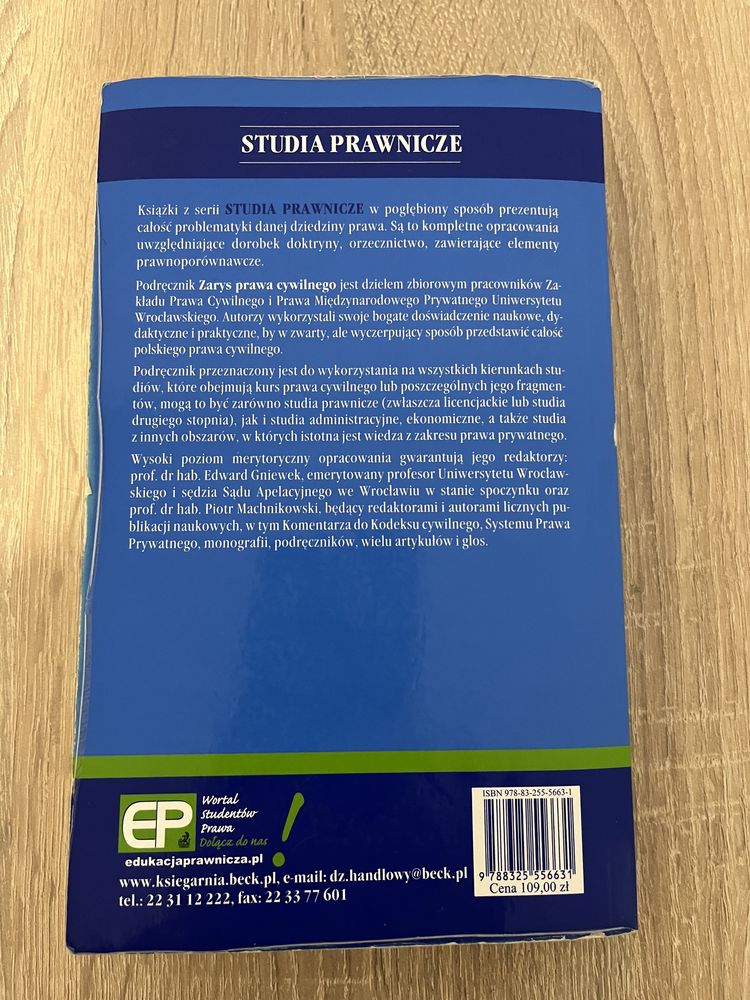 STUDIA PRAWNICZE
Książki z serii STUDIA PRAWNICZE w pogłębiony sposób prezentują
całość problematyki danej dziedziny prawa. Są to kompletne opracowania
uwzględniające dorobek doktryny, orzecznictwo, zawierające elementy
prawnoporównawcze.
Podręcznik Zarys prawa cywilnego jest dziełem zbiorowym pracowników Za-
kładu Prawa Cywilnego i Prawa Międzynarodowego Prywatnego Uniwersytetu
Wrocławskiego. Autorzy wykorzystali swoje bogate doświadczenie naukowe, dy-
daktyczne i praktyczne, by w zwarty, ale wyczerpujący sposób przedstawić całość
polskiego prawa cywilnego.
Podręcznik przeznaczony jest do wykorzystania na wszystkich kierunkach stu-
diów, które obejmują kurs prawa cywilnego lub poszczególnych jego fragmen-
tów, mogą to być zarówno studia prawnicze (zwłaszcza licencjackie lub studia
drugiego stopnia), jak i studia administracyjne, ekonomiczne, a także studia
z innych obszarów, w których istotna jest wiedza z zakresu prawa prywatnego.
Wysoki poziom merytoryczny opracowania gwarantują jego redaktorzy:
prof. dr hab. Edward Gniewek, emerytowany profesor Uniwersytetu Wrocław-
skiego i sędzia Sądu Apelacyjnego we Wrocławiu w stanie spoczynku oraz
prof. dr hab. Piotr Machnikowski, będący redaktorami i autorami licznych pu-
blikacji naukowych, w tym Komentarza do Kodeksu cywilnego, Systemu Prawa
Prywatnego, monografii, podręczników, wielu artykułów i glos.
EP
Wortal
Studentów
Prawa
Dołącz do nas
!
edukacjaprawnicza.pl
www.ksiegarnia.beck.pl, e-mail: dz.handlowy@beck.pl
tel.: 22 31 12 222, fax: 22 33 77 601
ISBN 978-83-255-5663-1
9 788325 556631
Cena 109,00 zł